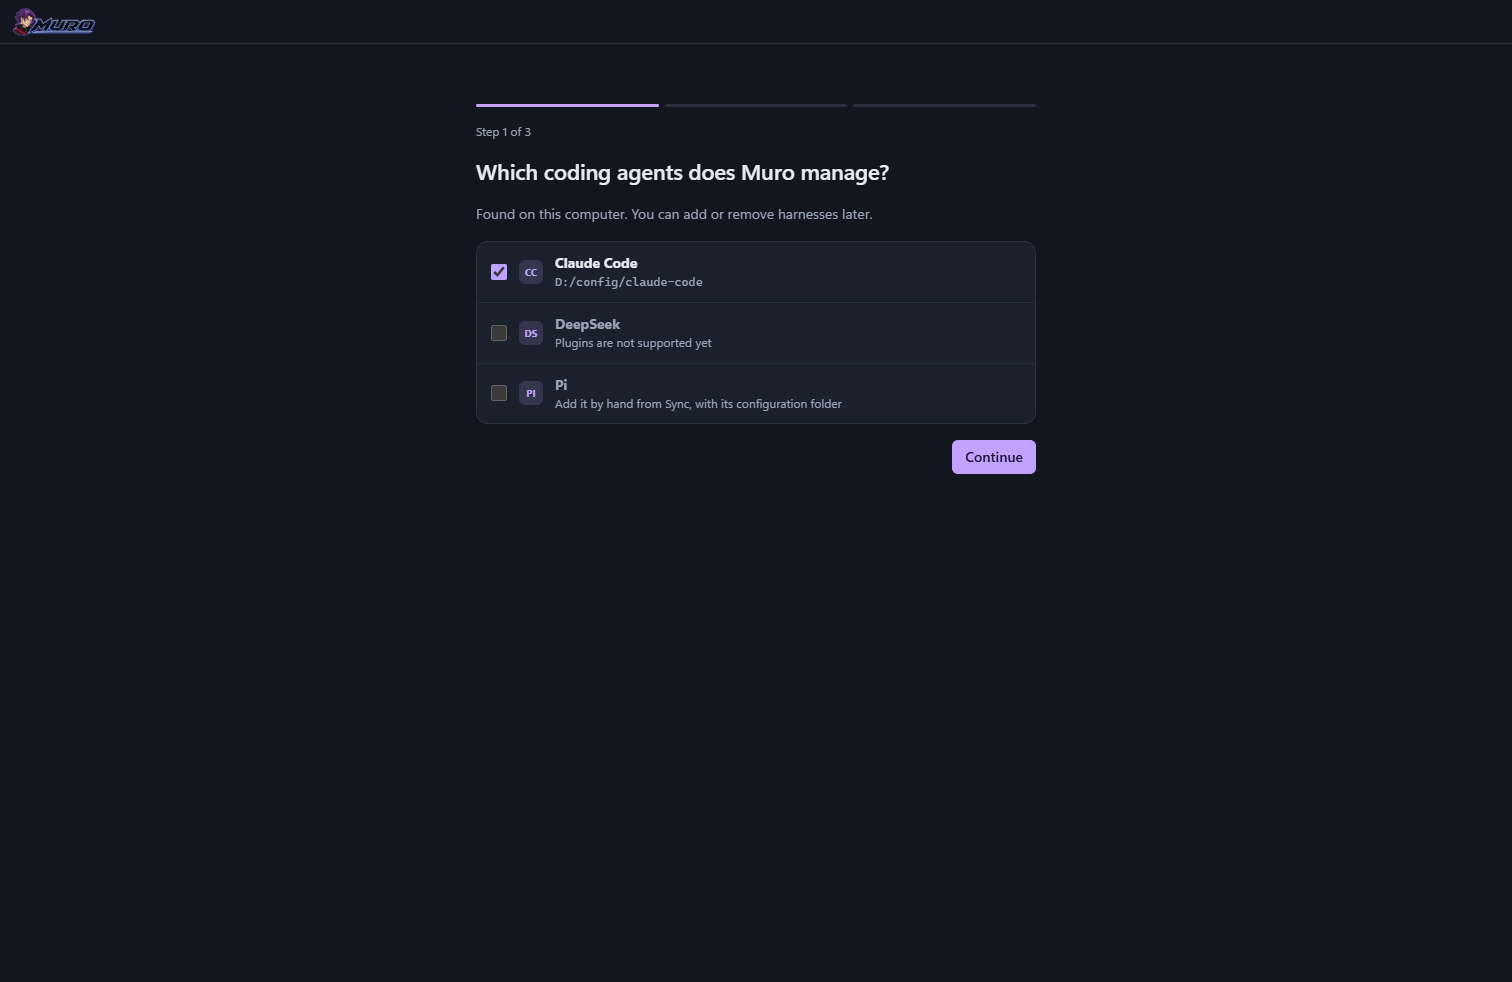 MURO
Step 1 of 3
Which coding agents does Muro manage?
Found on this computer. You can add or remove harnesses later.
CC
Claude Code
D:/config/claude-code
DS
DeepSeek
Plugins are not supported yet
PI
Pi
Add it by hand from Sync, with its configuration folder
Continue